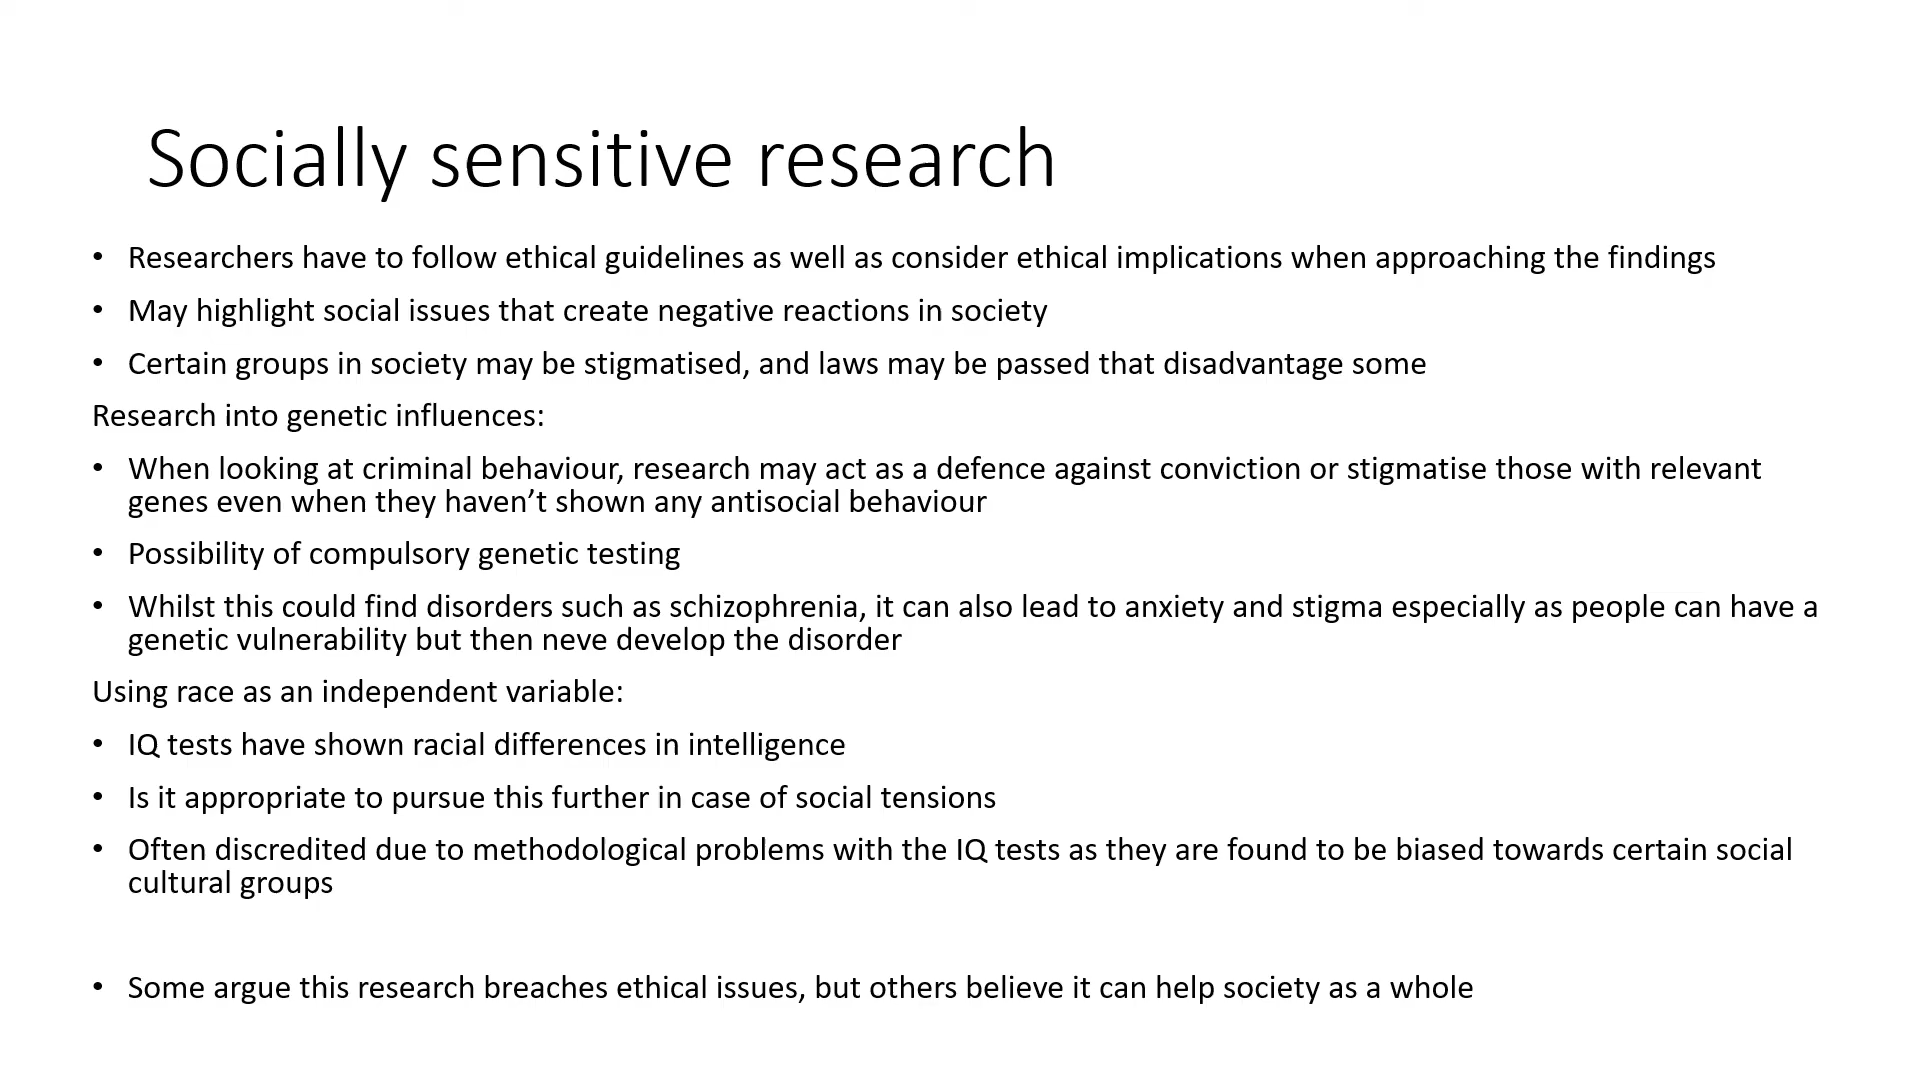 Socially sensitive research
• Researchers have to follow ethical guidelines as well as consider ethical implications when approaching the findings
• May highlight social issues that create negative reactions in society
• Certain groups in society may be stigmatised, and laws may be passed that disadvantage some
Research into genetic influences:
• When looking at criminal behaviour, research may act as a defence against conviction or stigmatise those with relevant
genes even when they haven’t shown any antisocial behaviour
• Possibility of compulsory genetic testing
• Whilst this could find disorders such as schizophrenia, it can also lead to anxiety and stigma especially as people can have a
genetic vulnerability but then neve develop the disorder
Using race as an independent variable:
• IQ tests have shown racial differences in intelligence
• Is it appropriate to pursue this further in case of social tensions
• Often discredited due to methodological problems with the IQ tests as they are found to be biased towards certain social
cultural groups
• Some argue this research breaches ethical issues, but others believe it can help society as a whole